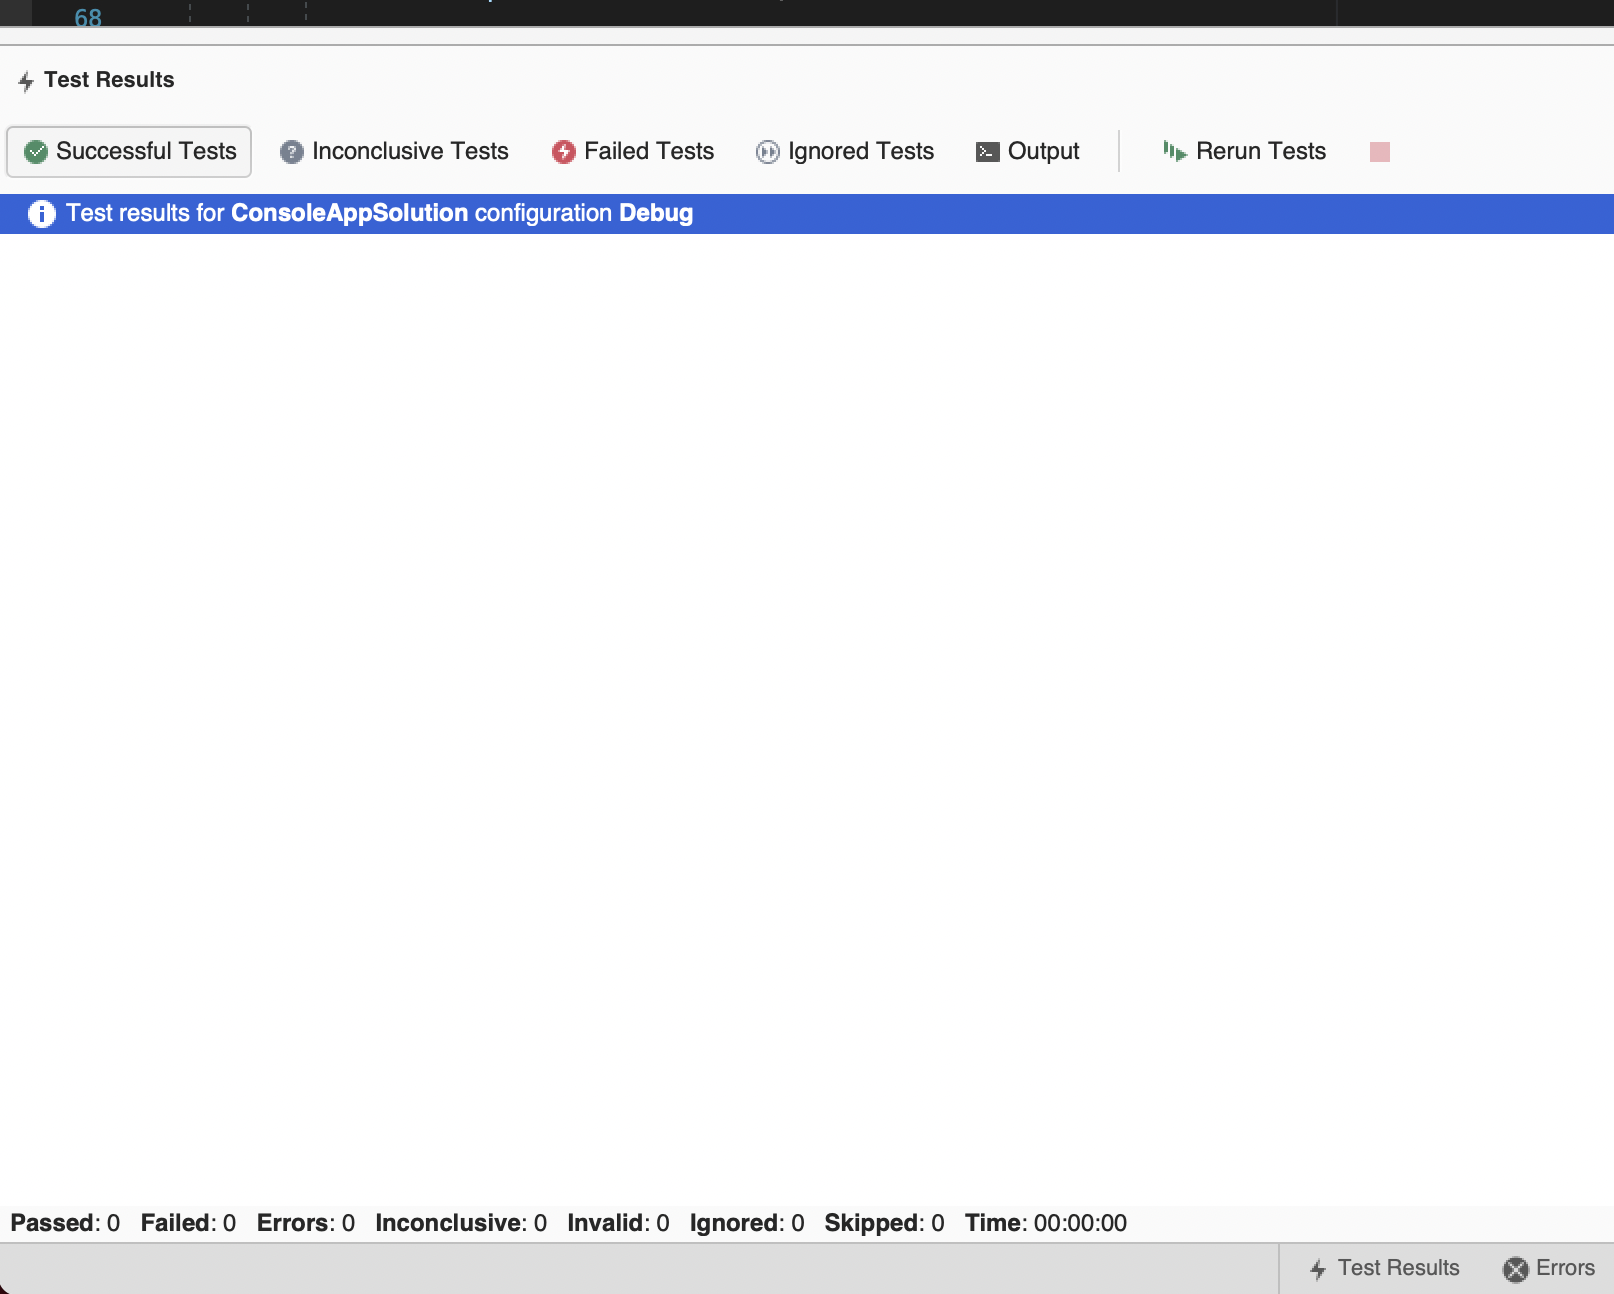 68
Test Results
Successful Tests Inconclusive Tests Failed Tests Ignored Tests Output Rerun Tests
Test results for ConsoleAppSolution configuration Debug
Passed: 0 Failed: 0 Errors: 0 Inconclusive: 0 Invalid: 0 Ignored: 0 Skipped: 0 Time: 00:00:00
Test Results Errors